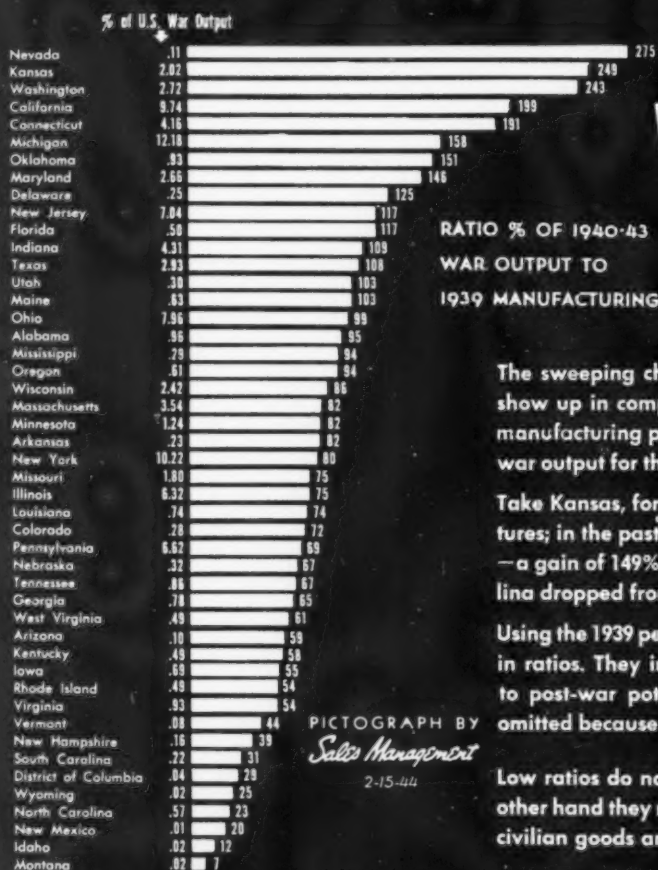 % of U.S. War Output
Nevada .11 275
Kansas 2.02 249
Washington 2.72 243
California 9.74 199
Connecticut 4.16 191
Michigan 12.18 158
Oklahoma .93 151
Maryland 2.66 146
Delaware .25 125
New Jersey 7.04 117
Florida .50 117
Indiana 4.31 109
Texas 2.93 108
Utah .30 103
Maine .63 103
Ohio 7.96 99
Alabama .96 95
Mississippi .29 94
Oregon .61 94
Wisconsin 2.42 86
Massachusetts 3.54 82
Minnesota 1.24 82
Arkansas .23 82
New York 10.22 80
Missouri 1.80 75
Illinois 6.32 75
Louisiana .74 74
Colorado .28 72
Pennsylvania 6.62 69
Nebraska .32 67
Tennessee .86 67
Georgia .78 65
West Virginia .49 61
Arizona .10 59
Kentucky .49 58
Iowa .69 55
Rhode Island .49 54
Virginia .93 54
Vermont .08 44
New Hampshire .16 39
South Carolina .22 31
District of Columbia .04 29
Wyoming .02 25
North Carolina .57 23
New Mexico .01 20
Idaho .02 12
Montana .02 7
RATIO % OF 1940-43
WAR OUTPUT TO
1939 MANUFACTURING
The sweeping ch
show up in com
manufacturing p
war output for th
Take Kansas, for
tures; in the past
—a gain of 149%
lina dropped fro
Using the 1939 pe
in ratios. They i
to post-war pot
omitted because
Low ratios do no
other hand they
civilian goods a
PICTOGRAPH BY
Sales Management
2-15-44